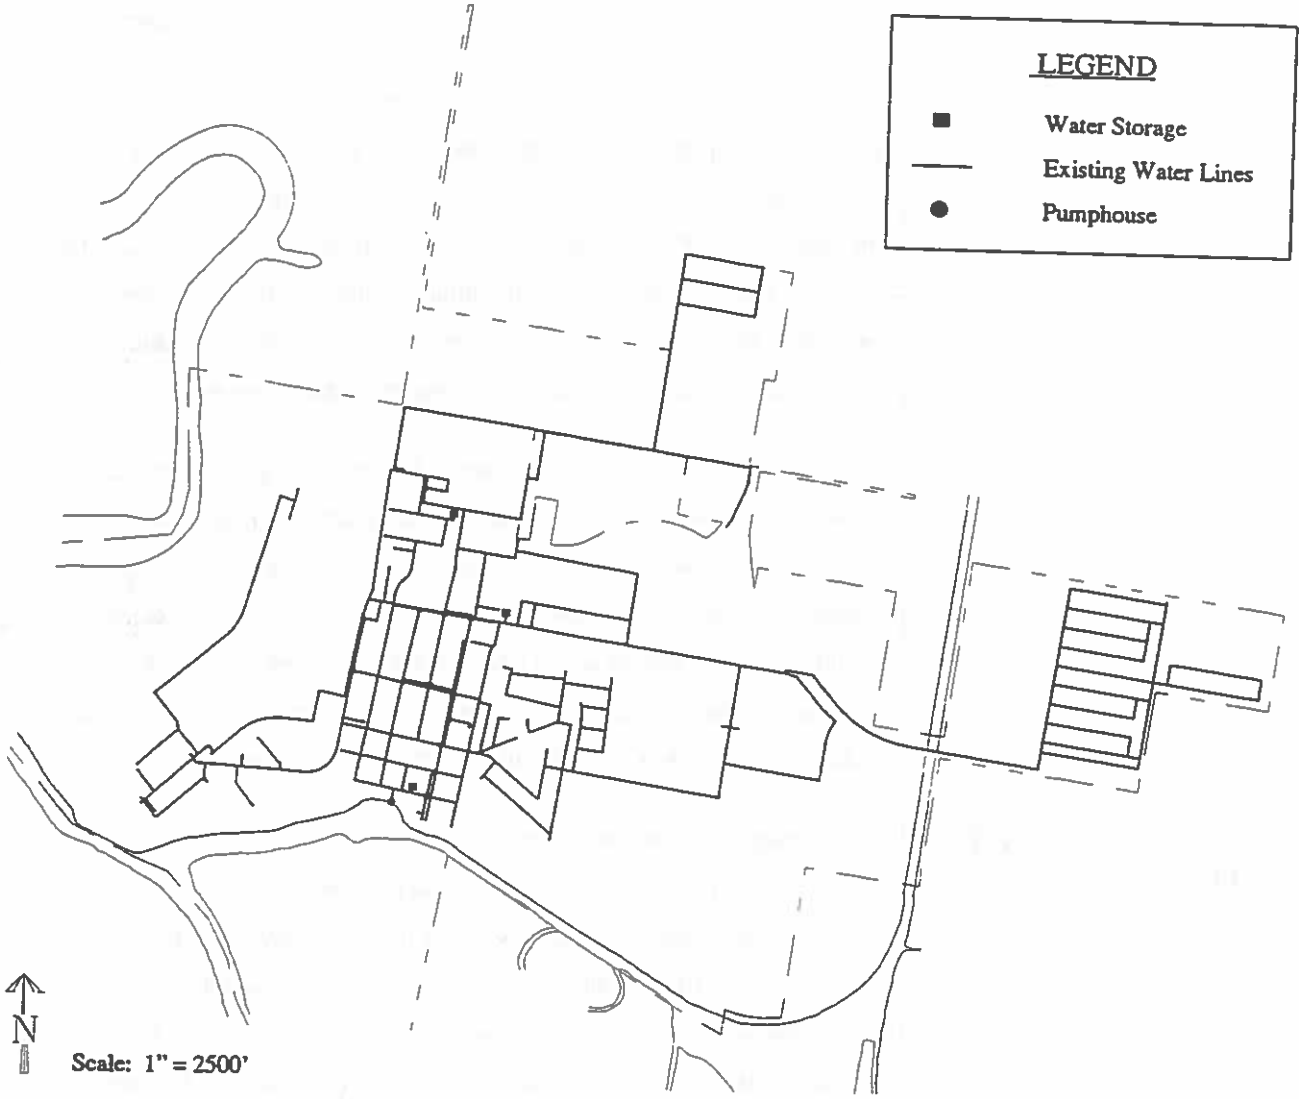 LEGEND
Water Storage
Existing Water Lines
Pumphouse
N
Scale: 1" = 2500'